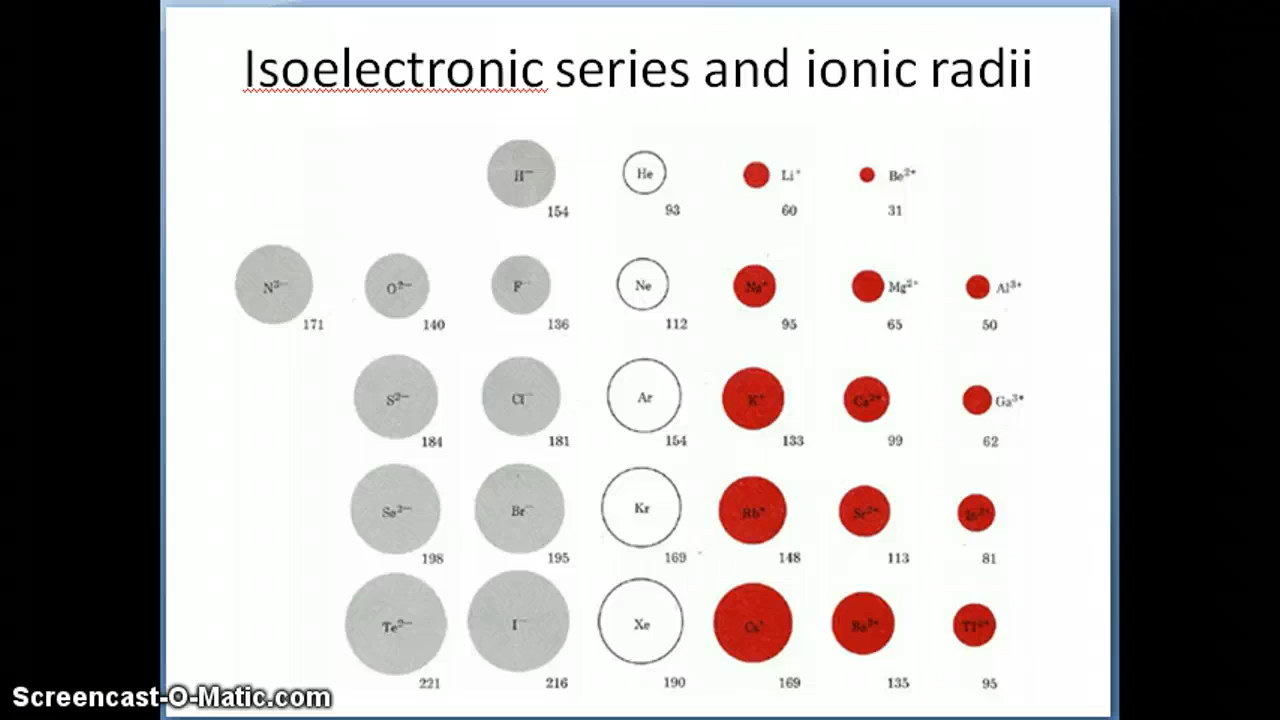 Isoelectronic series and ionic radii
H⁻ He Li⁺ Be²⁺
154 93 60 31
N³⁻ O²⁻ F⁻ Ne Na⁺ Mg²⁺ Al³⁺
171 140 136 112 95 65 50
S²⁻ Cl⁻ Ar K⁺ Ca²⁺ Ga³⁺
184 181 154 133 99 62
Se²⁻ Br⁻ Kr Rb⁺ Sr²⁺ In³⁺
198 195 169 148 113 81
Te²⁻ I⁻ Xe Cs⁺ Ba²⁺ Tl³⁺
221 216 190 169 135 95
Screencast-O-Matic.com